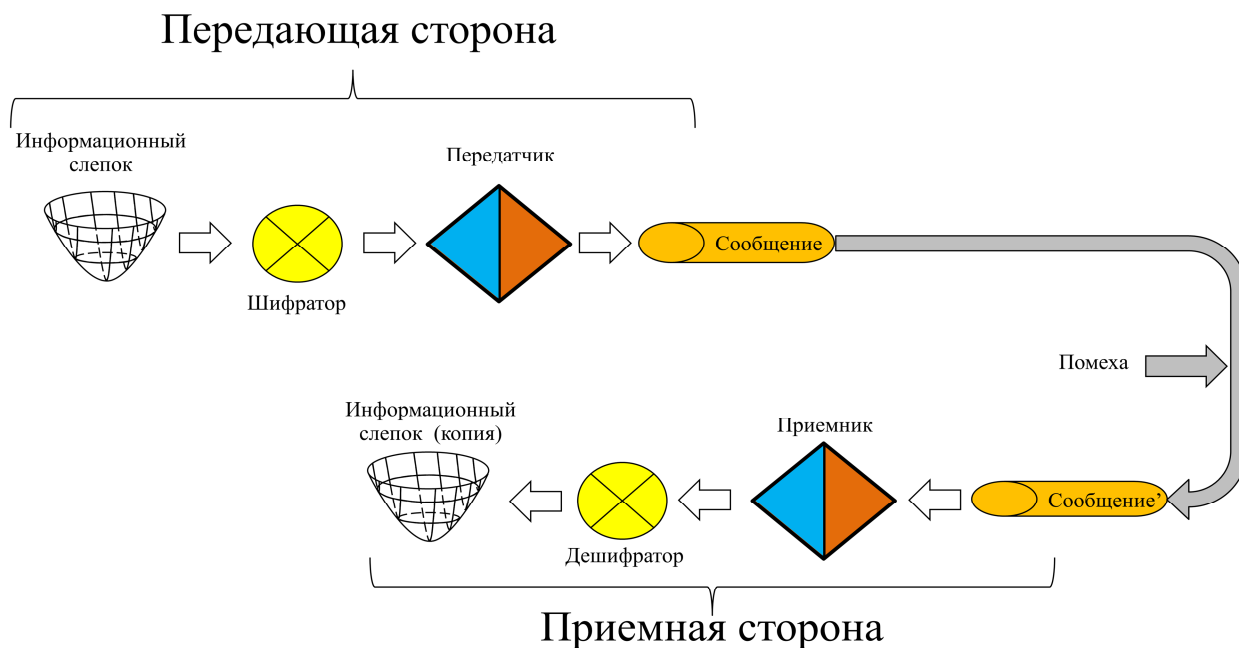 Передающая сторона
Информационный
слепок
Передатчик
Сообщение
Шифратор
Помеха
Информационный
слепок (копия)
Приемник
Сообщение’
Дешифратор
Приемная сторона